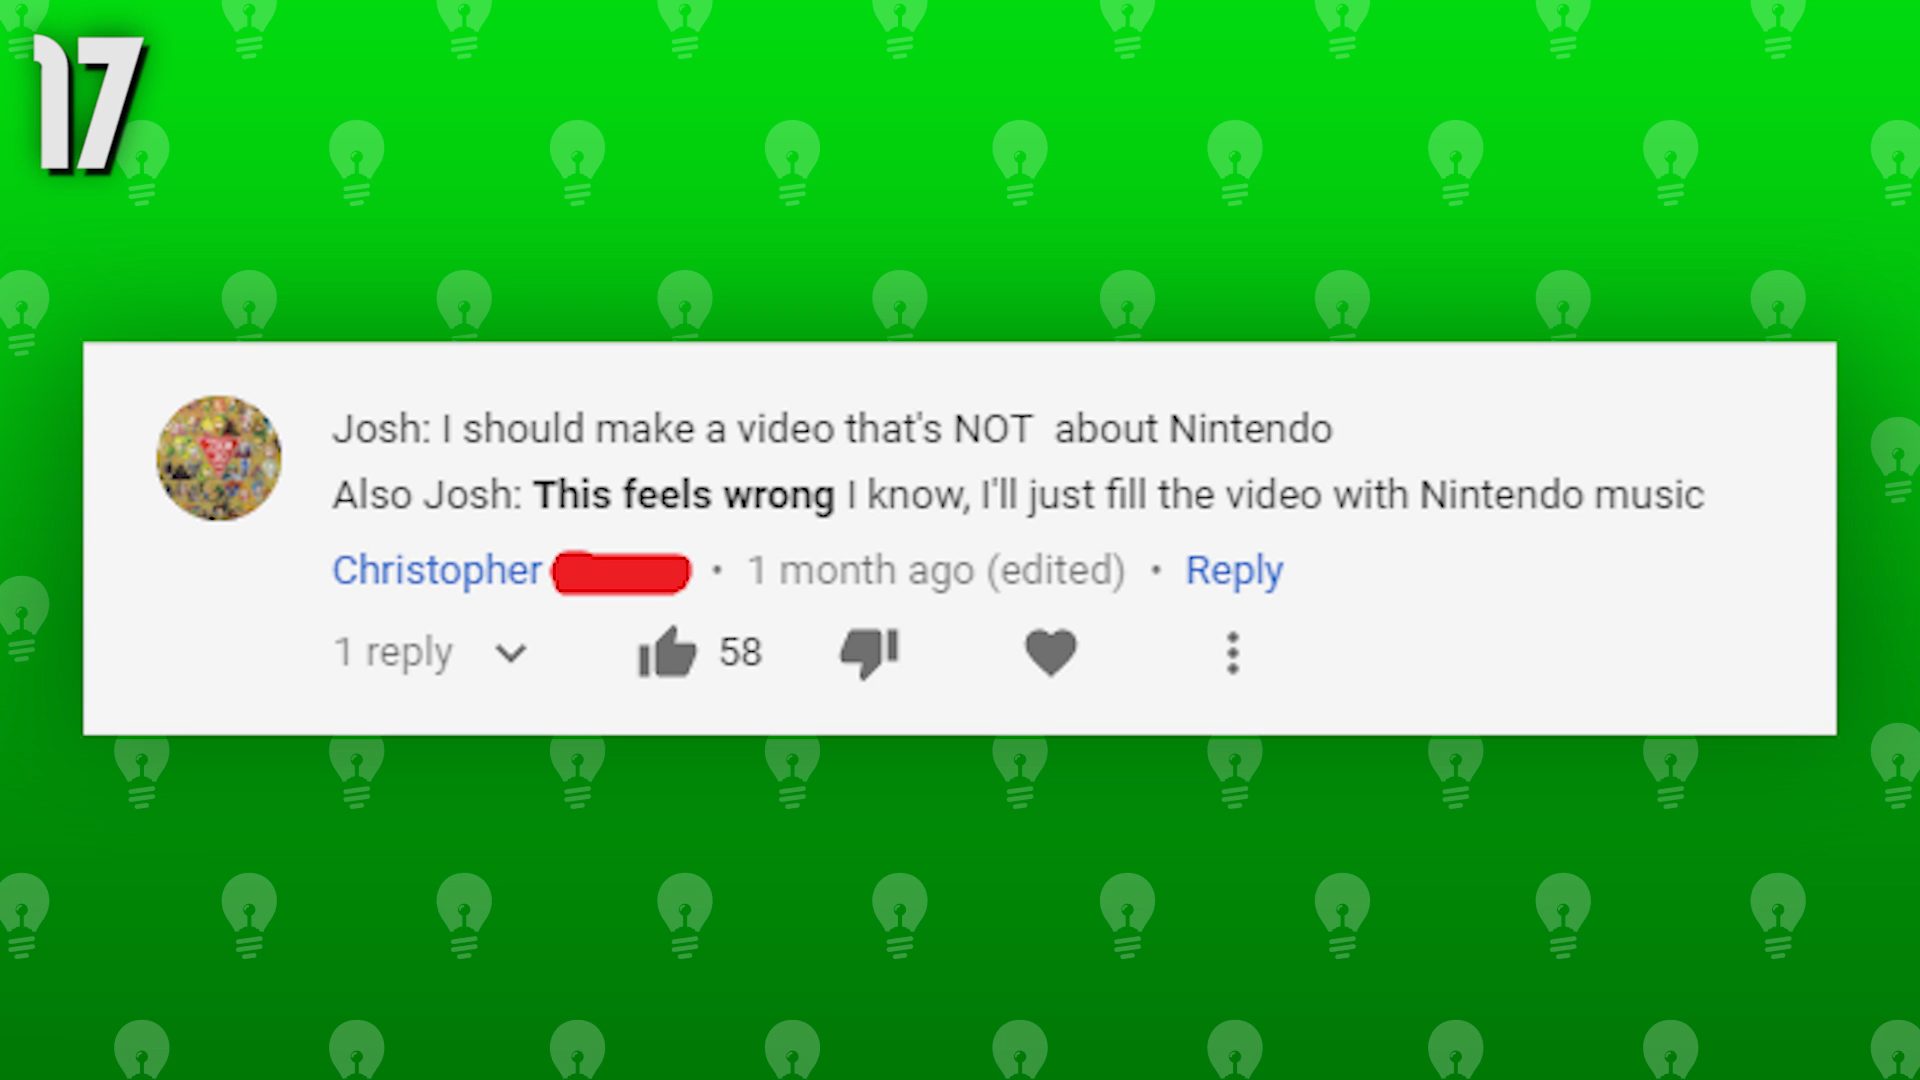 17
Josh: I should make a video that's NOT  about Nintendo
Also Josh: This feels wrong I know, I'll just fill the video with Nintendo music
Christopher • 1 month ago (edited) • Reply
1 reply 58